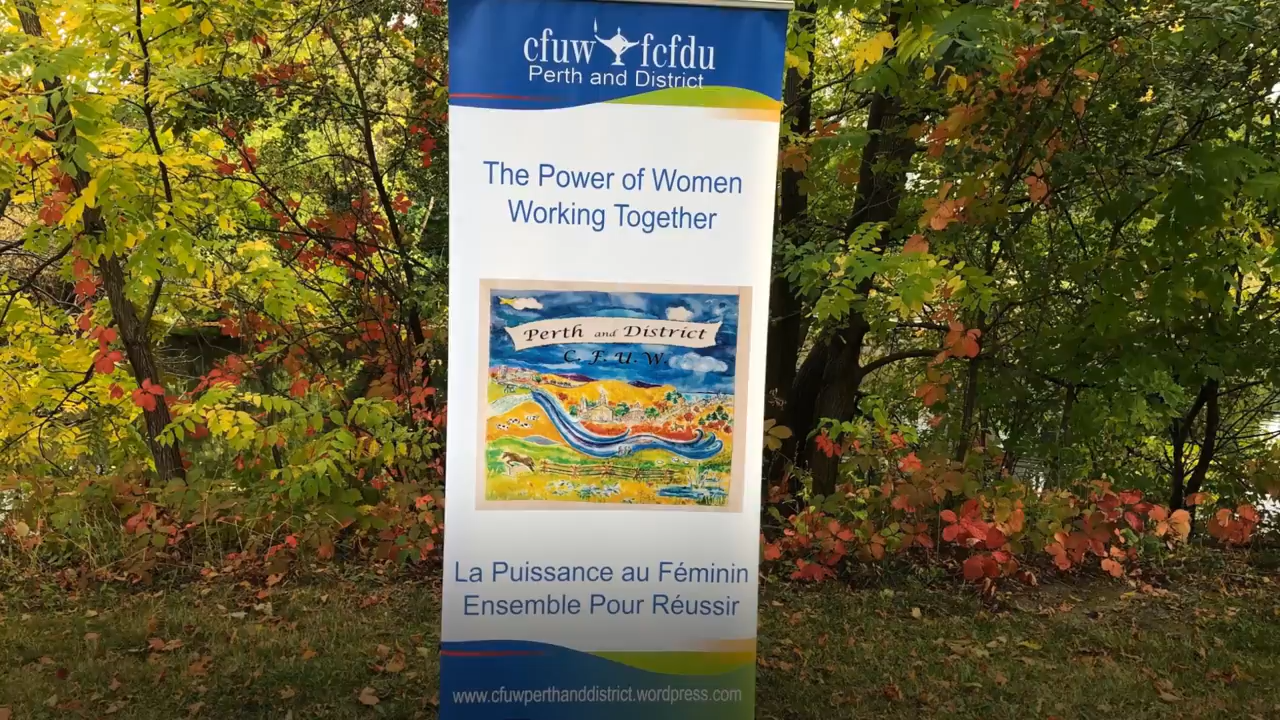 cfuw fcfdu
Perth and District
The Power of Women
Working Together
Perth and District
C. F. U. W.
La Puissance au Féminin
Ensemble Pour Réussir
www.cfuwperthanddistrict.wordpress.com